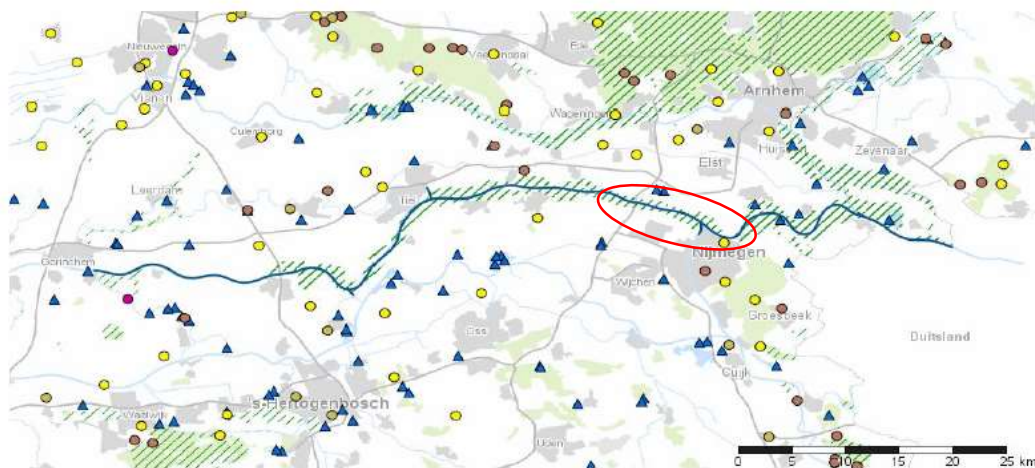 Nieuwegein
Vianen
Veenendaal
Ede
Arnhem
Wageningen
Culemborg
Elst
Zevenaar
Leerdam
Tiel
Gorinchem
Nijmegen
Wijchen
Groesbeek
Oss
Duitsland
Cuijk
's-Hertogenbosch
Waalwijk
Uden
0 5 10 15 20 25 km